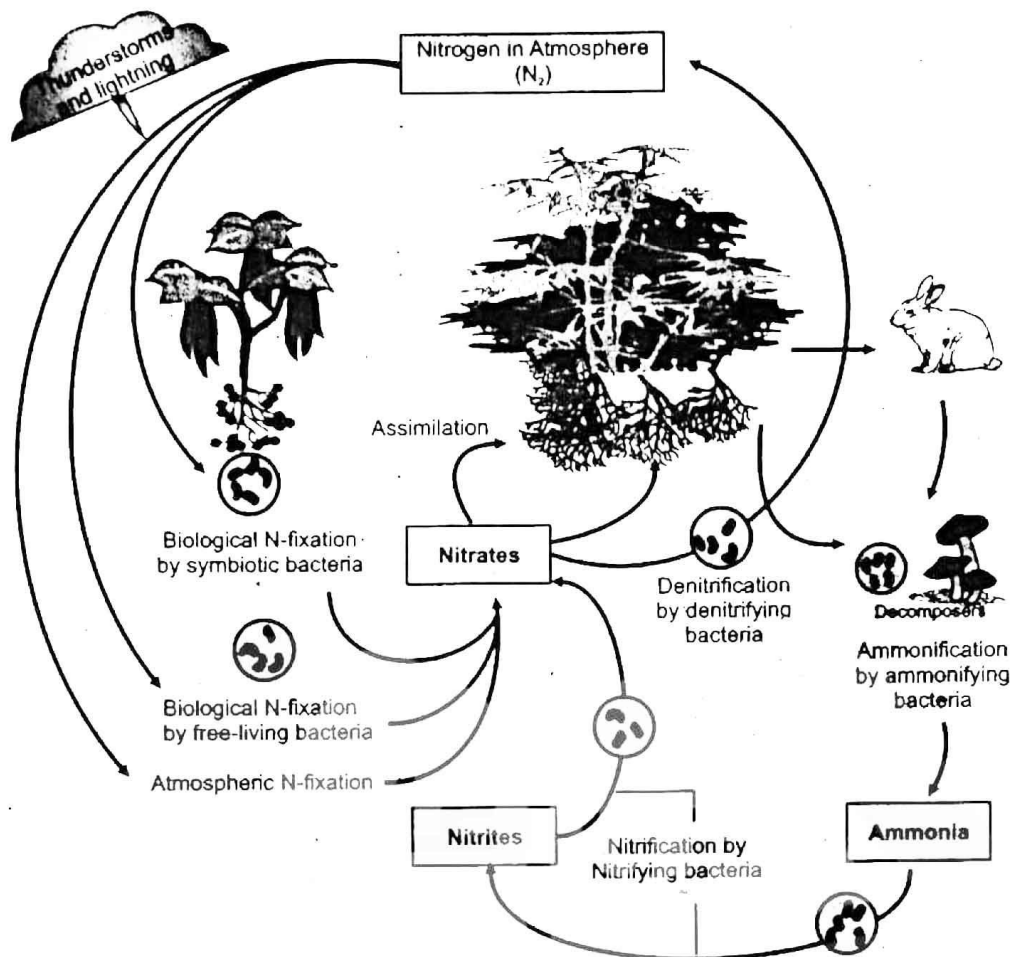 Thunderstorms
and lightning
Nitrogen in Atmosphere
(N₂)
Assimilation
Biological N-fixation
by symbiotic bacteria
Nitrates
Denitrification
by denitrifying
bacteria
Decomposers
Ammonification
by ammonifying
bacteria
Biological N-fixation
by free-living bacteria
Atmospheric N-fixation
Nitrites
Nitrification by
Nitrifying bacteria
Ammonia